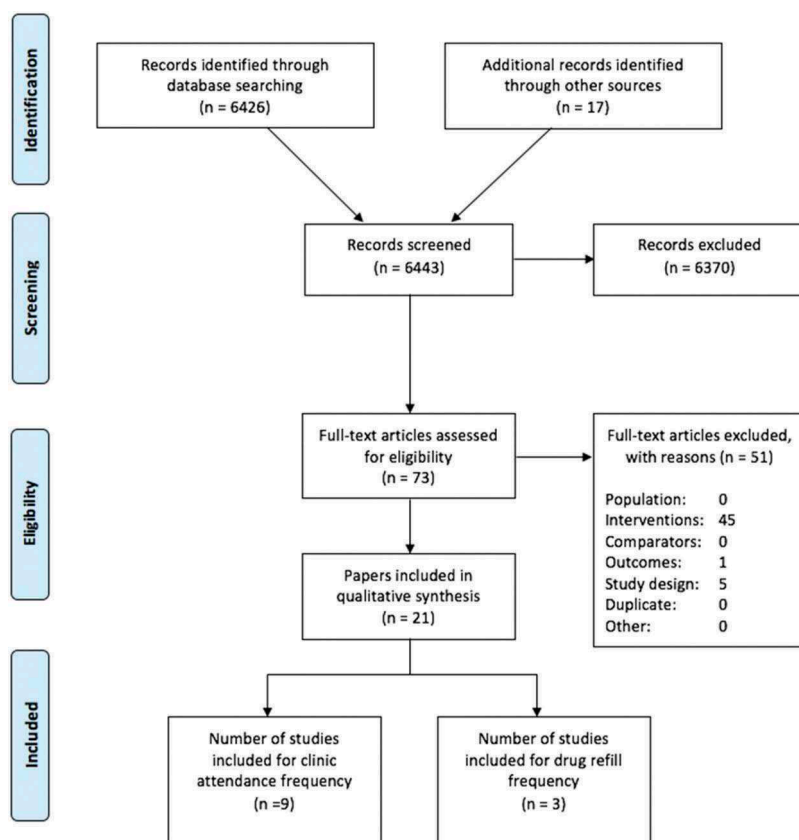 Identification
Records identified through
database searching
(n = 6426)
Additional records identified
through other sources
(n = 17)
Screening
Records screened
(n = 6443)
Records excluded
(n = 6370)
Eligibility
Full-text articles assessed
for eligibility
(n = 73)
Full-text articles excluded,
with reasons (n = 51)
Population: 0
Interventions: 45
Comparators: 0
Outcomes: 1
Study design: 5
Duplicate: 0
Other: 0
Papers included in
qualitative synthesis
(n = 21)
Included
Number of studies
included for clinic
attendance frequency
(n =9)
Number of studies
included for drug refill
frequency
(n = 3)